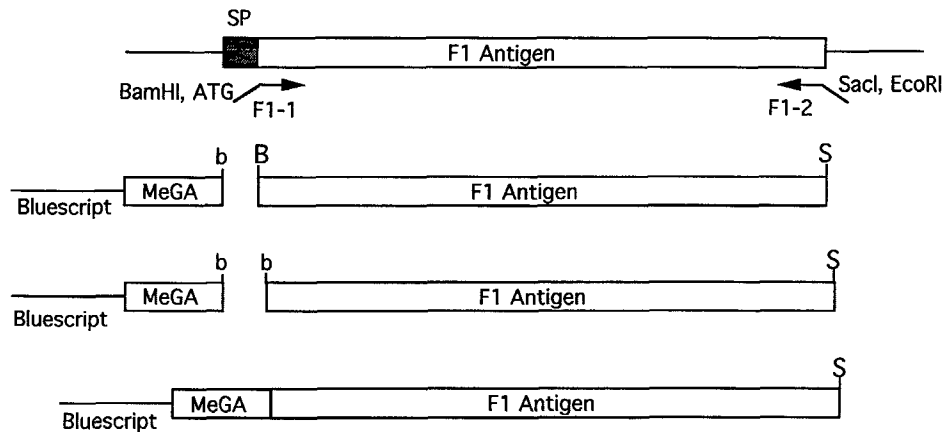 SP
F1 Antigen
BamHI, ATG
F1-1
F1-2
SacI, EcoRI
b B S
MeGA F1 Antigen
Bluescript
b b S
MeGA F1 Antigen
Bluescript
S
MeGA F1 Antigen
Bluescript